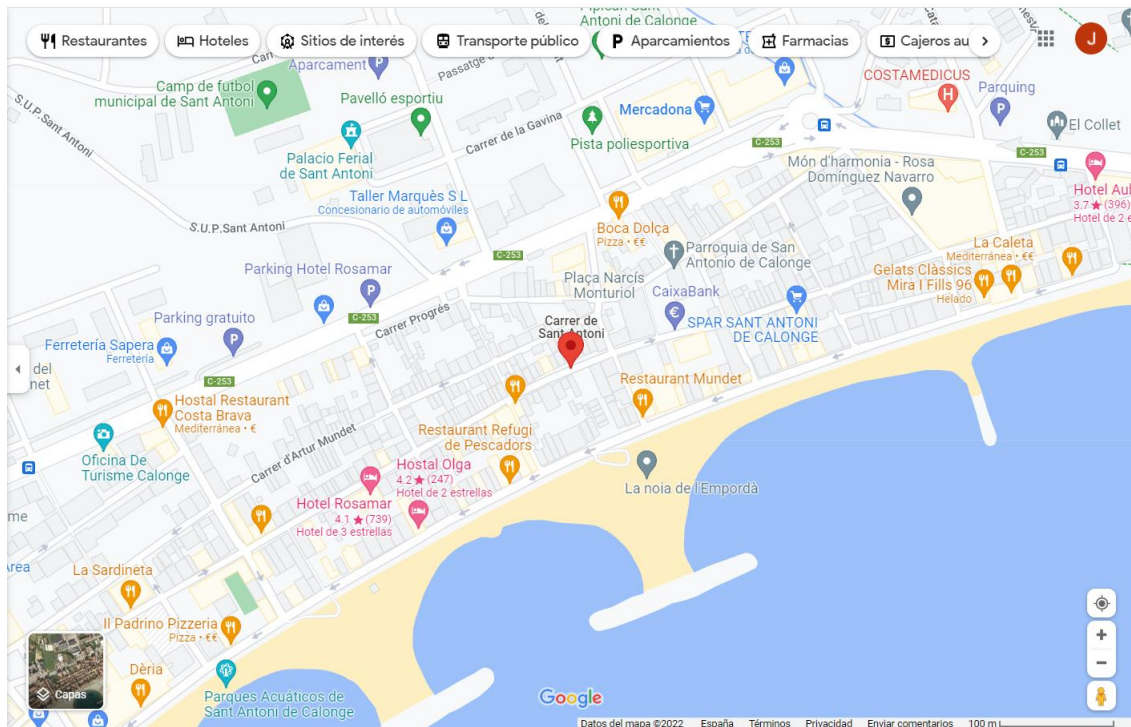 Pipican Sant
Antoni de Calonge
Restaurantes
Hoteles
Sitios de interés
Transporte público
Aparcamientos
Farmacias
Cajeros au
J
Aparcament
Passatge
Camp de futbol
municipal de Sant Antoni
Pavelló esportiu
Mercadona
COSTAMEDICUS
Parquing
El Collet
S.U.P. Sant Antoni
Palacio Ferial
de Sant Antoni
Carrer de la Gavina
Pista poliesportiva
C-253
C-253
Món d'harmonia - Rosa
Domínguez Navarro
Hotel Aul
3.7 ★ (396)
Hotel de 2 e
Taller Marquès S L
Concesionario de automóviles
S.U.P.Sant Antoni
Boca Dolça
Pizza • €€
Parroquia de San
Antonio de Calonge
La Caleta
Mediterránea • €€
C-253
Parking Hotel Rosamar
Plaça Narcís
Monturiol
Gelats Clàssics
Mira I Fills 96
Helado
CaixaBank
Parking gratuito
C-253
Carrer Progrés
Carrer de
Sant Antoni
SPAR SANT ANTONI
DE CALONGE
Ferretería Sapera
Ferretería
del
net
C-253
Restaurant Mundet
Hostal Restaurant
Costa Brava
Mediterránea • €
Restaurant Refugi
de Pescadors
Carrer d'Artur Mundet
Oficina De
Turisme Calonge
Hostal Olga
4.2 ★ (247)
Hotel de 2 estrellas
La noia de l'Empordà
Hotel Rosamar
4.1 ★ (739)
Hotel de 3 estrellas
me
Area
La Sardineta
Il Padrino Pizzeria
Pizza • €€
Dèria
Capas
Parques Acuáticos de
Sant Antoni de Calonge
Google
Datos del mapa ©2022 España Términos Privacidad Enviar comentarios 100 m